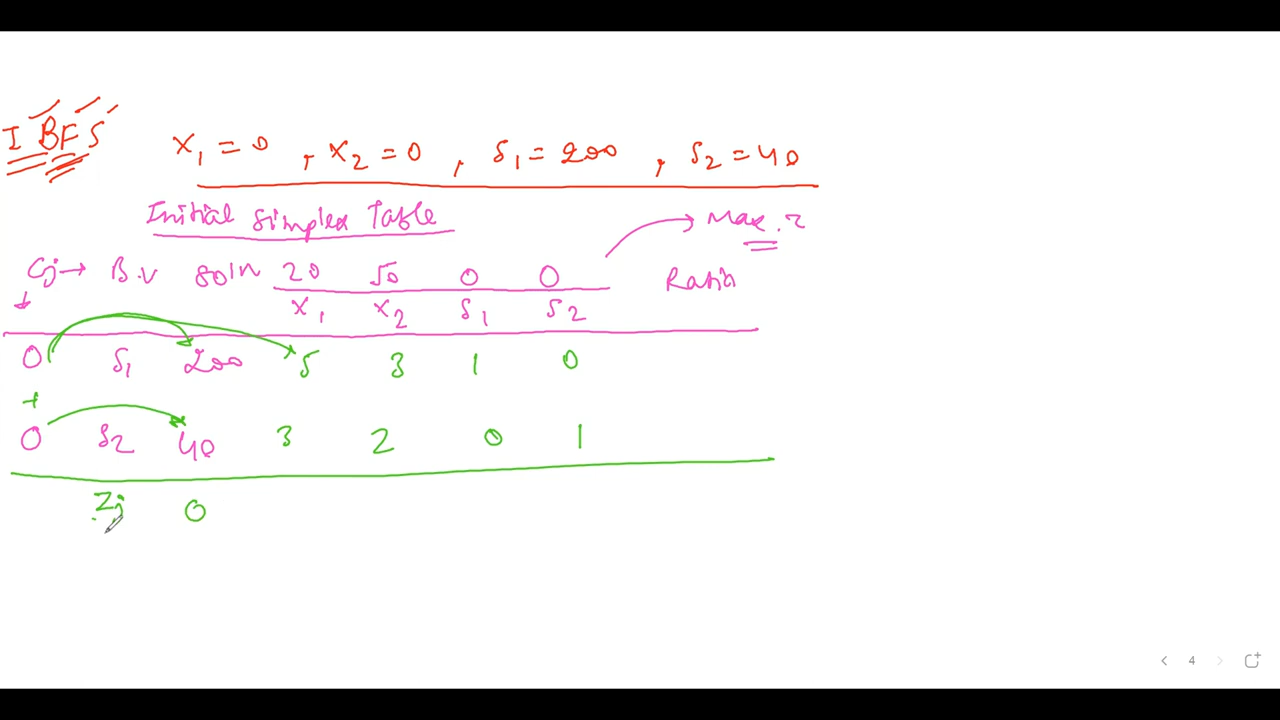 I BFS
x₁ = 0 , x₂ = 0 , S₁ = 200 , S₂ = 40
Initial Simplex Table
Max. Z
Cj → B.V Soln 20 50 0 0 Ratio
↓ x₁ x₂ S₁ S₂
0 S₁ 200 5 3 1 0
+
0 S₂ 40 3 2 0 1
Zj 0
< 4 >